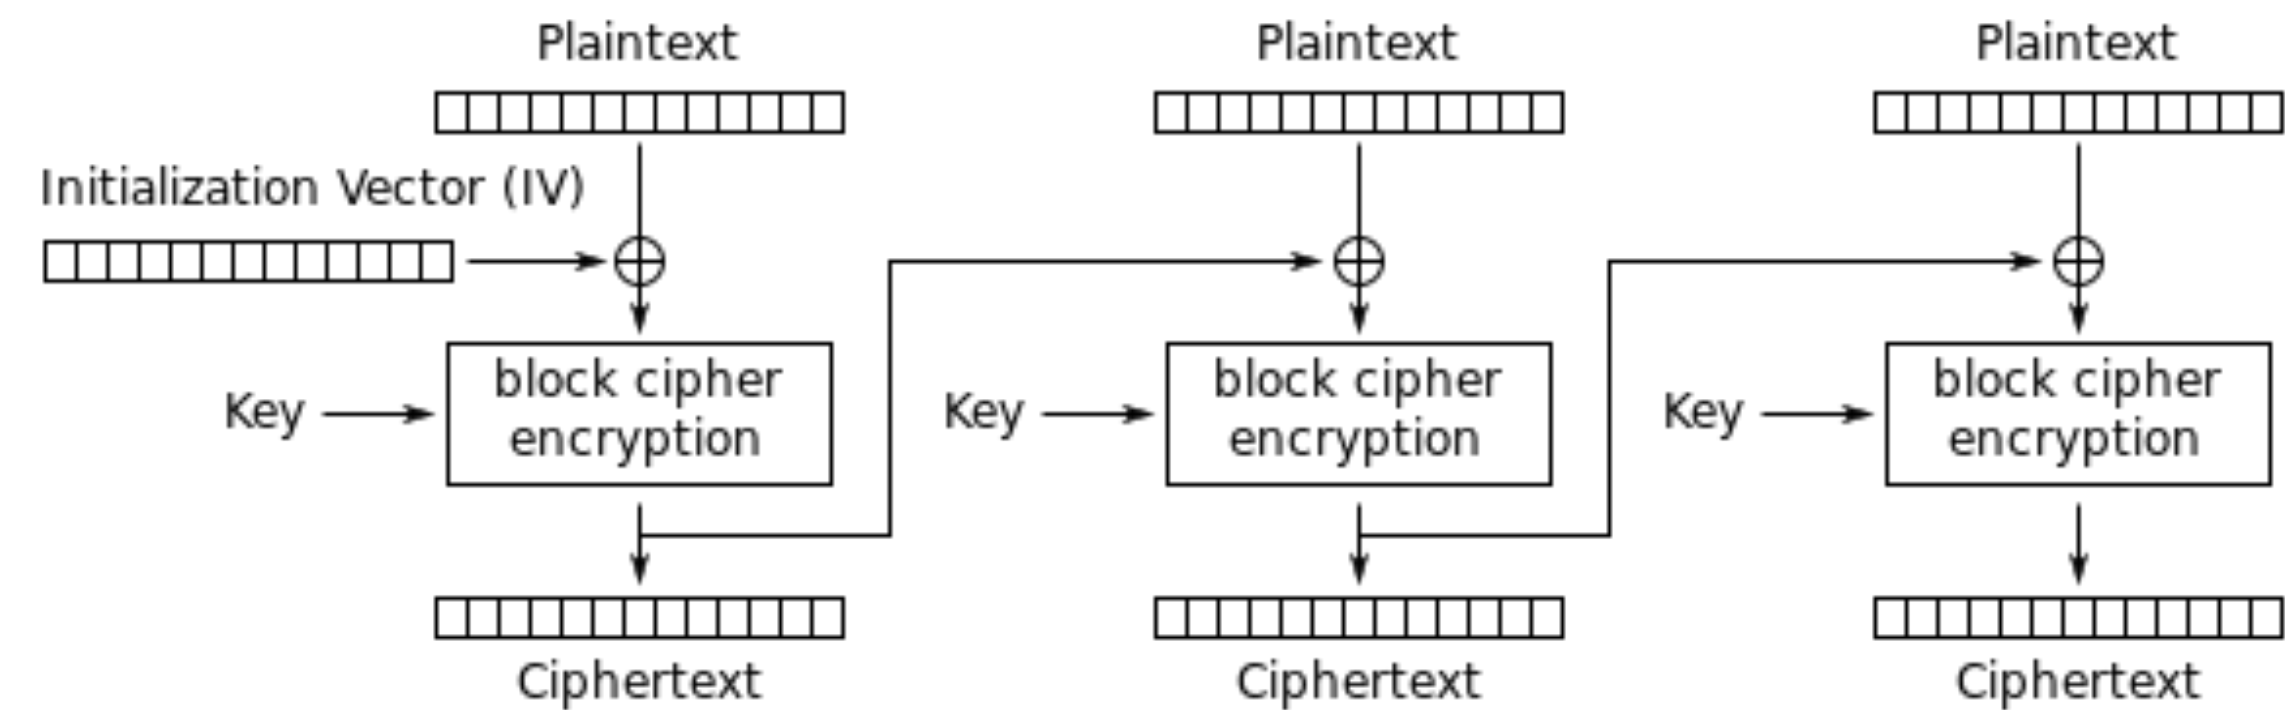 Plaintext
Plaintext
Plaintext
Initialization Vector (IV)
block cipher
encryption
Key
block cipher
encryption
Key
block cipher
encryption
Key
Ciphertext
Ciphertext
Ciphertext